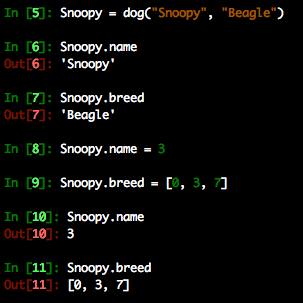 In [5]: Snoopy = dog("Snoopy", "Beagle")
In [6]: Snoopy.name
Out[6]: 'Snoopy'
In [7]: Snoopy.breed
Out[7]: 'Beagle'
In [8]: Snoopy.name = 3
In [9]: Snoopy.breed = [0, 3, 7]
In [10]: Snoopy.name
Out[10]: 3
In [11]: Snoopy.breed
Out[11]: [0, 3, 7]